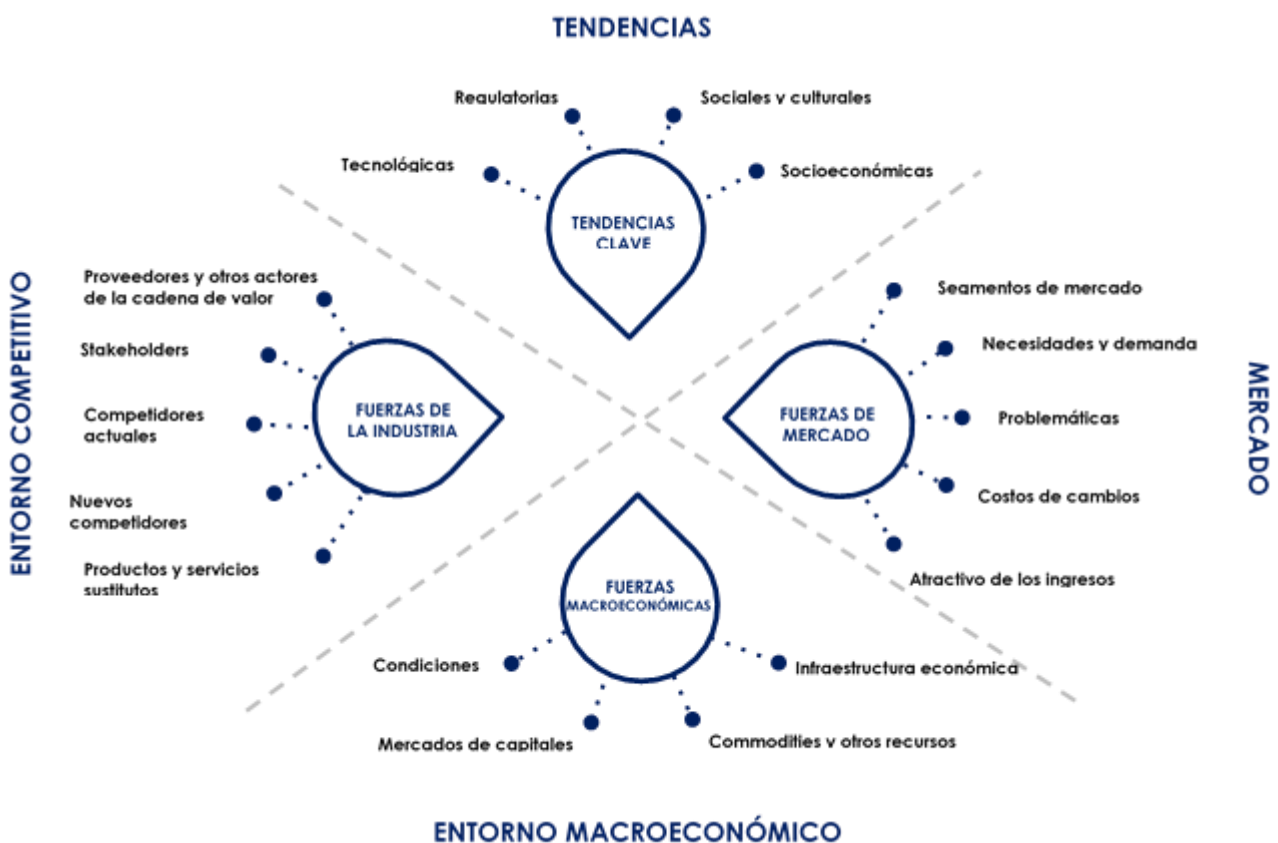 TENDENCIAS
Regulatorias
Sociales y culturales
Tecnológicas
Socioeconómicas
TENDENCIAS
CLAVE
ENTORNO COMPETITIVO
Proveedores y otros actores
de la cadena de valor
Stakeholders
Competidores
actuales
Nuevos
competidores
Productos y servicios
sustitutos
FUERZAS DE
LA INDUSTRIA
Segmentos de mercado
Necesidades y demanda
Problemáticas
Costos de cambios
Atractivo de los ingresos
FUERZAS DE
MERCADO
MERCADO
FUERZAS
MACROECONÓMICAS
Condiciones
Infraestructura económica
Mercados de capitales
Commodities y otros recursos
ENTORNO MACROECONÓMICO